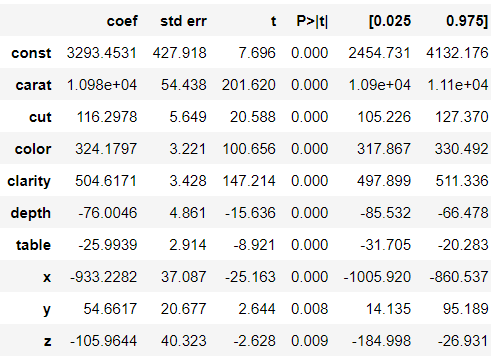 coef std err t P>|t| [0.025 0.975]
const 3293.4531 427.918 7.696 0.000 2454.731 4132.176
carat 1.098e+04 54.438 201.620 0.000 1.09e+04 1.11e+04
cut 116.2978 5.649 20.588 0.000 105.226 127.370
color 324.1797 3.221 100.656 0.000 317.867 330.492
clarity 504.6171 3.428 147.214 0.000 497.899 511.336
depth -76.0046 4.861 -15.636 0.000 -85.532 -66.478
table -25.9939 2.914 -8.921 0.000 -31.705 -20.283
x -933.2282 37.087 -25.163 0.000 -1005.920 -860.537
y 54.6617 20.677 2.644 0.008 14.135 95.189
z -105.9644 40.323 -2.628 0.009 -184.998 -26.931